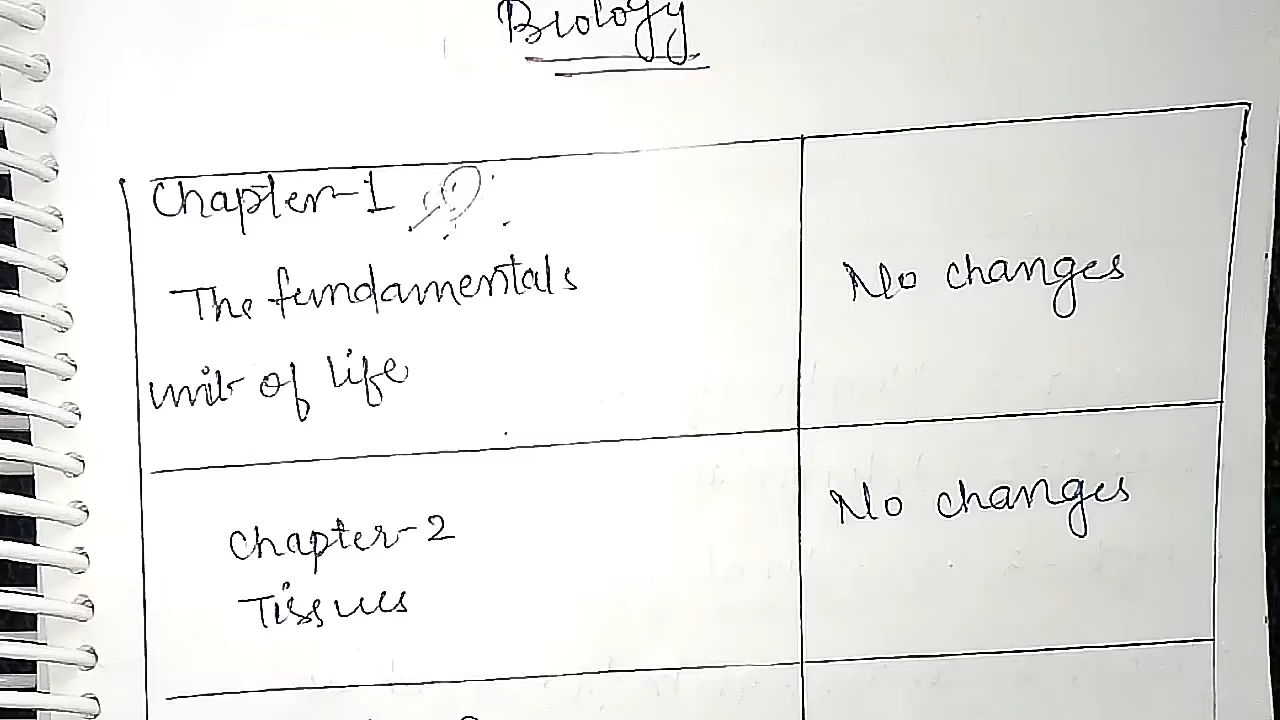 Biology
Chapter-1
The fundamentals
unit of life
No changes
Chapter-2
Tissues
No changes